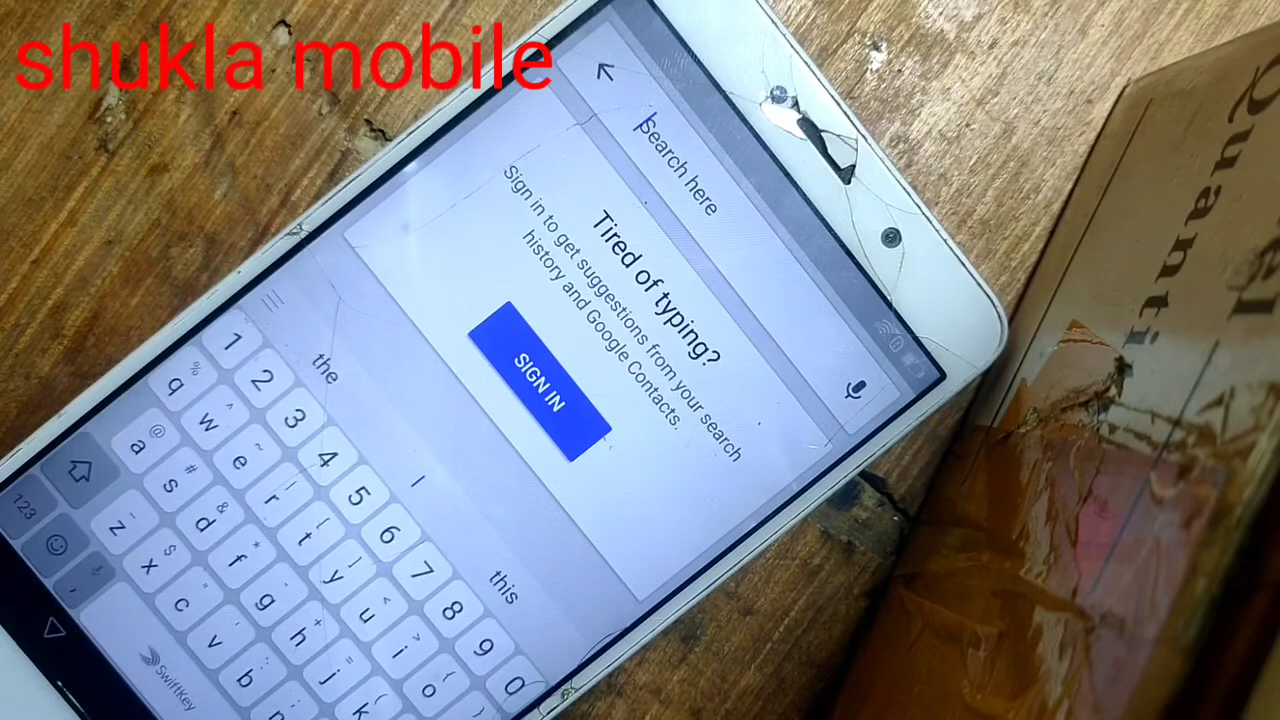 shukla mobile
Search here
Tired of typing?
Sign in to get suggestions from your search
history and Google Contacts.
SIGN IN
the I this
1 2 3 4 5 6 7 8 9 0
q w e r t y u i o
a s d f g h j k
z x c v b
123
SwiftKey
Quanti